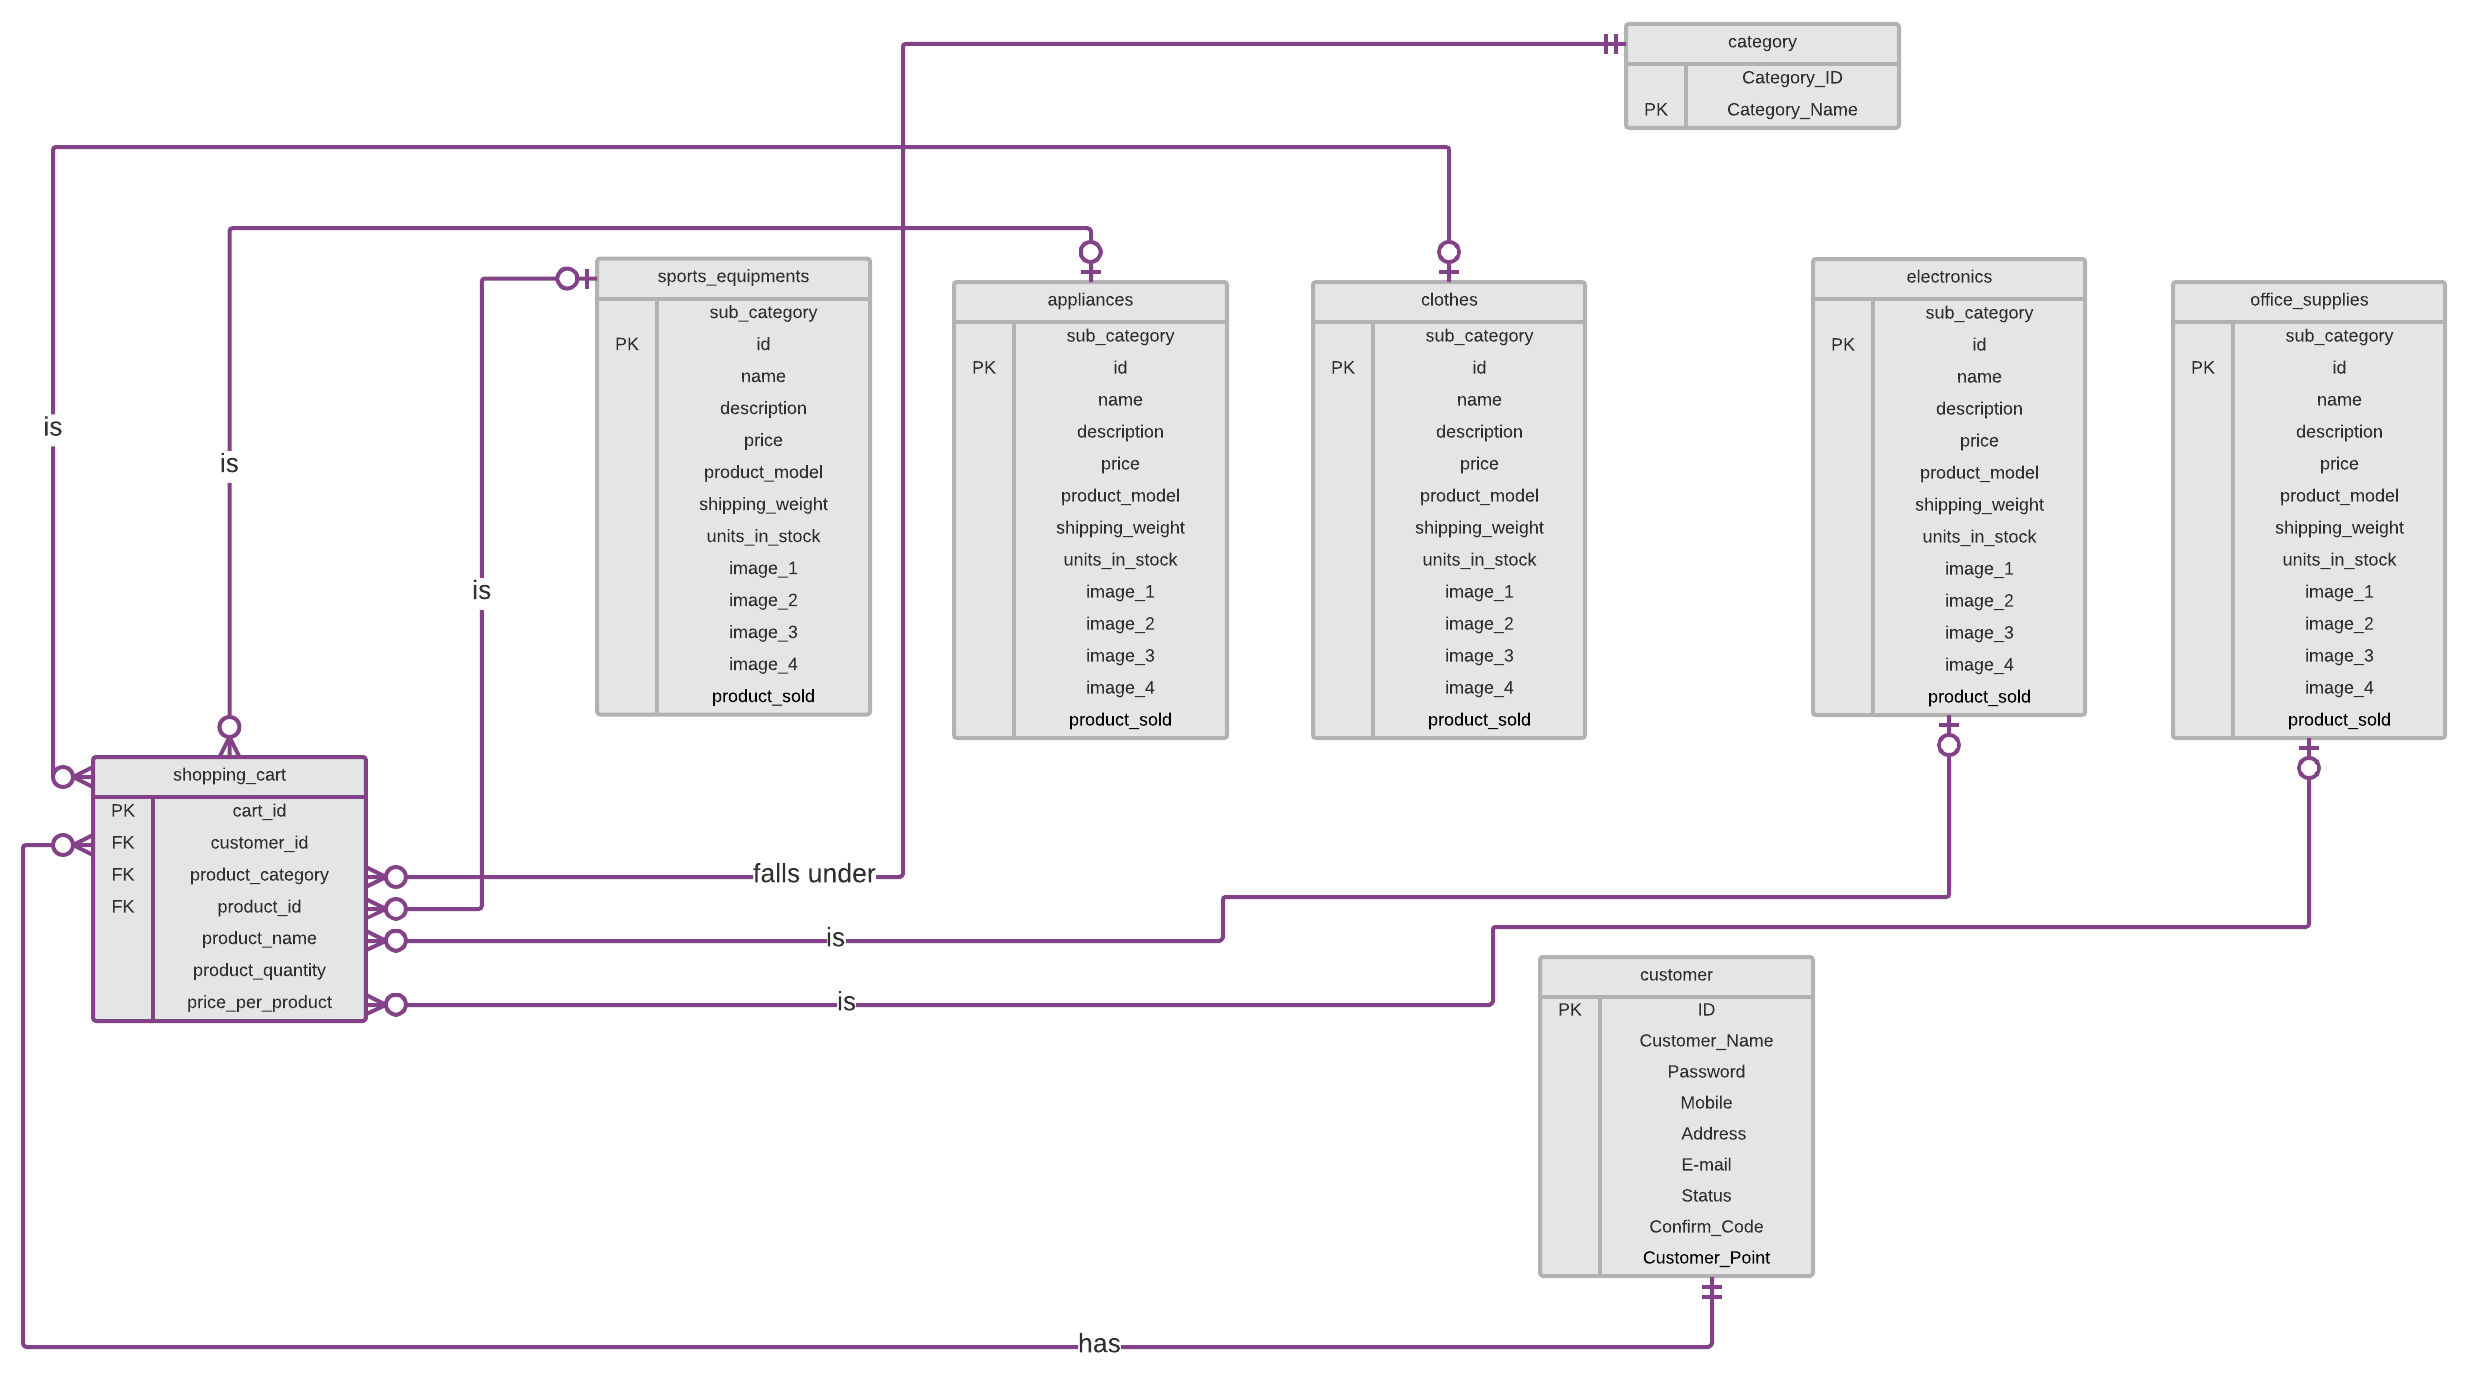 category
Category_ID
PK Category_Name
sports_equipments
sub_category
PK id
name
description
price
product_model
shipping_weight
units_in_stock
image_1
image_2
image_3
image_4
product_sold
appliances
sub_category
PK id
name
description
price
product_model
shipping_weight
units_in_stock
image_1
image_2
image_3
image_4
product_sold
clothes
sub_category
PK id
name
description
price
product_model
shipping_weight
units_in_stock
image_1
image_2
image_3
image_4
product_sold
electronics
sub_category
PK id
name
description
price
product_model
shipping_weight
units_in_stock
image_1
image_2
image_3
image_4
product_sold
office_supplies
sub_category
PK id
name
description
price
product_model
shipping_weight
units_in_stock
image_1
image_2
image_3
image_4
product_sold
is
is
is
shopping_cart
PK cart_id
FK customer_id
FK product_category
FK product_id
product_name
product_quantity
price_per_product
falls under
is
is
customer
PK ID
Customer_Name
Password
Mobile
Address
E-mail
Status
Confirm_Code
Customer_Point
has